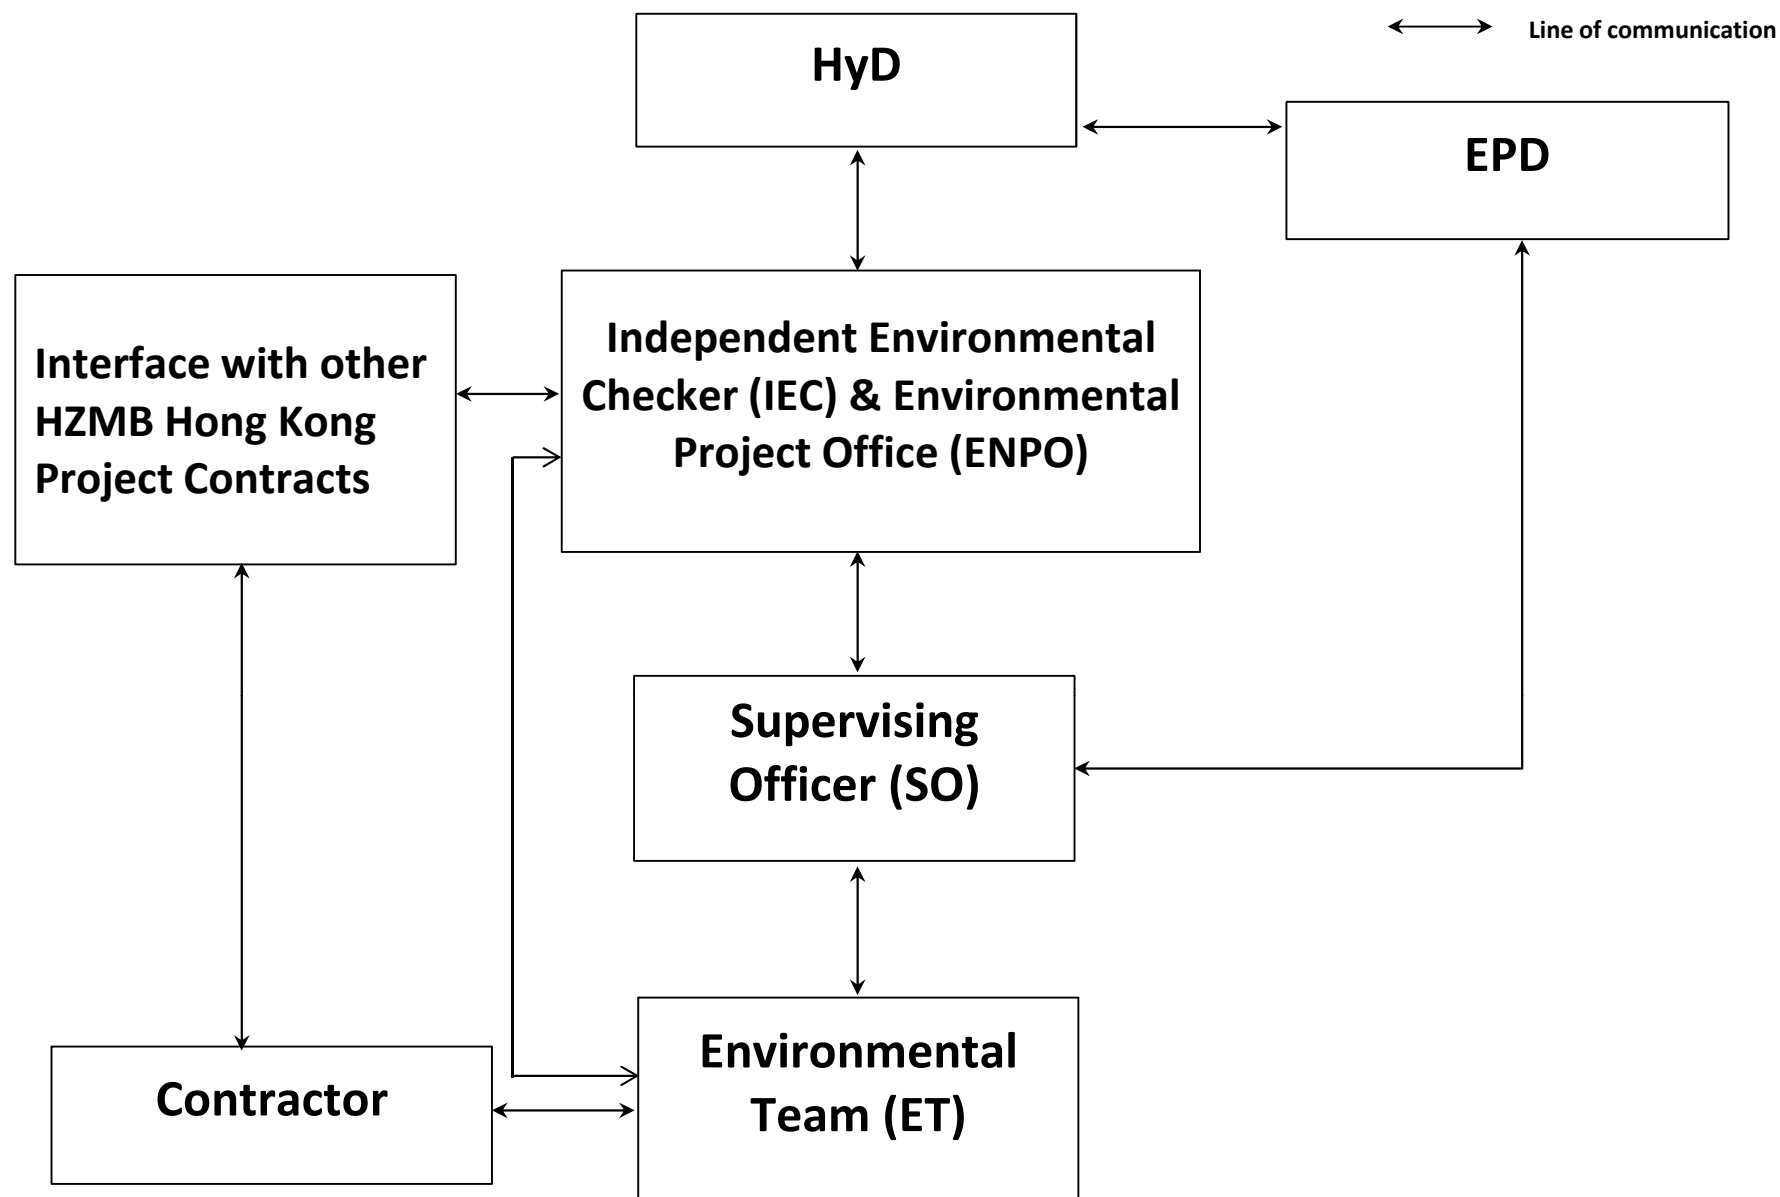 HyD
Line of communication
EPD
Interface with other
HZMB Hong Kong
Project Contracts
Independent Environmental
Checker (IEC) & Environmental
Project Office (ENPO)
Supervising
Officer (SO)
Contractor
Environmental
Team (ET)